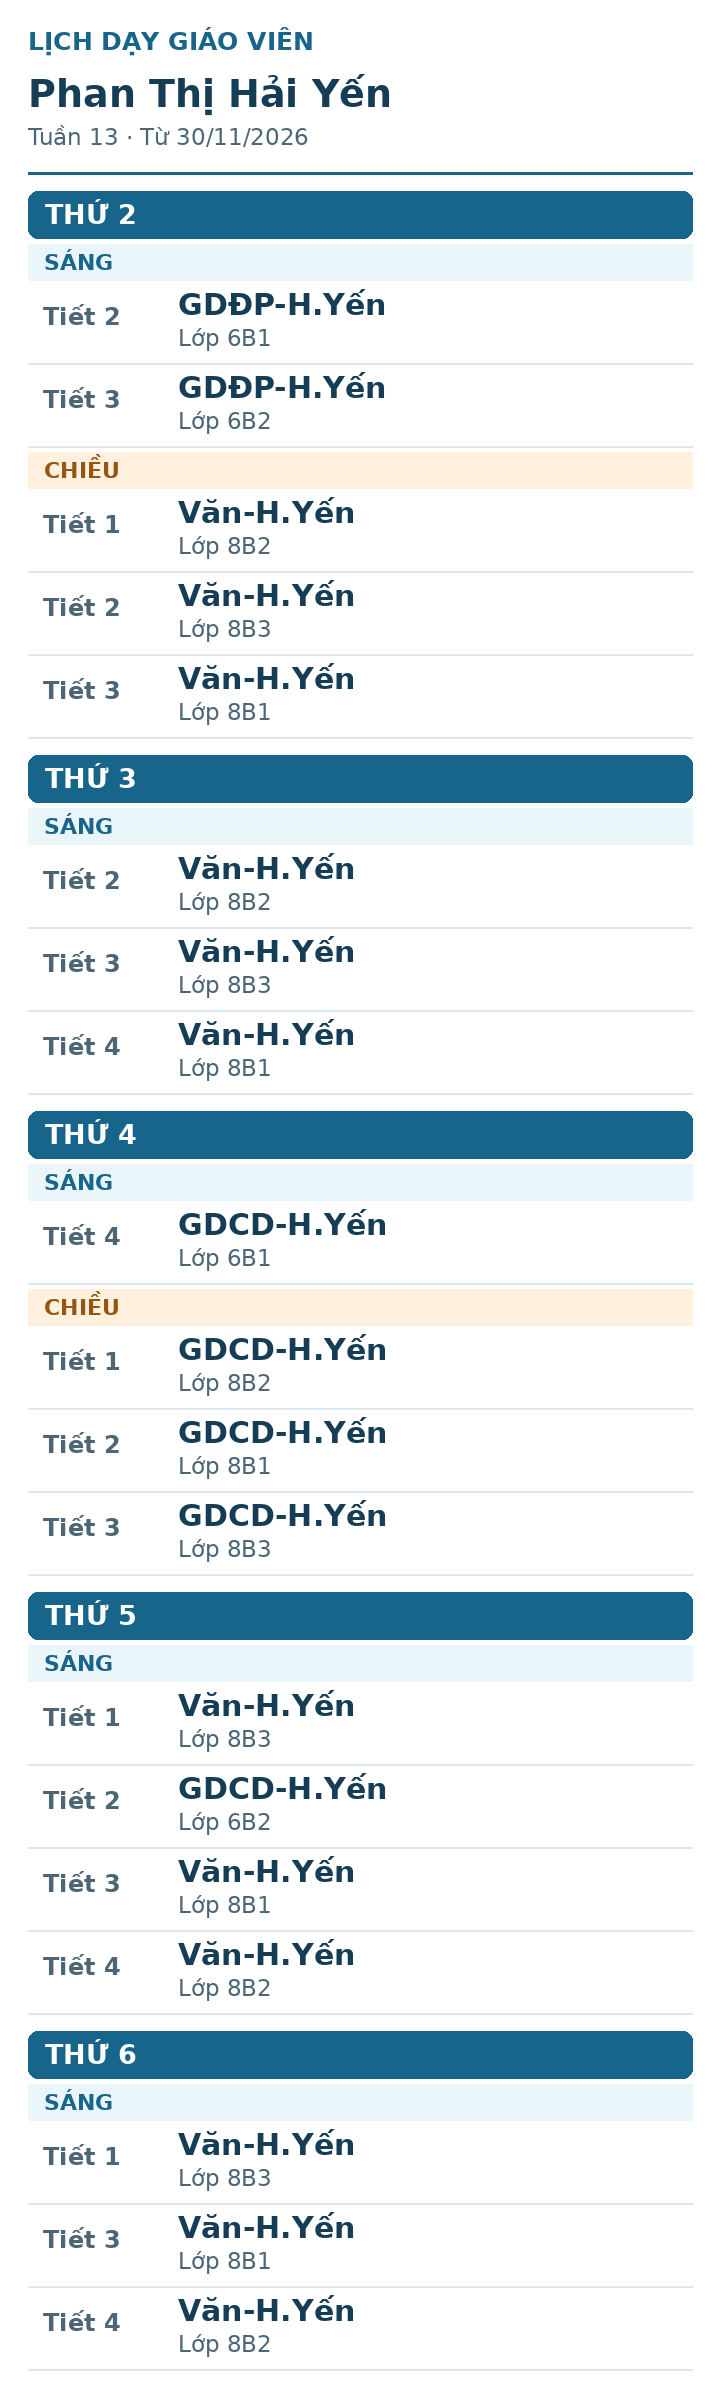 LỊCH DẠY GIÁO VIÊN
Phan Thị Hải Yến
Tuần 13 · Từ 30/11/2026
THỨ 2
SÁNG
Tiết 2
GDĐP-H.Yến
Lớp 6B1
Tiết 3
GDĐP-H.Yến
Lớp 6B2
CHIỀU
Tiết 1
Văn-H.Yến
Lớp 8B2
Tiết 2
Văn-H.Yến
Lớp 8B3
Tiết 3
Văn-H.Yến
Lớp 8B1
THỨ 3
SÁNG
Tiết 2
Văn-H.Yến
Lớp 8B2
Tiết 3
Văn-H.Yến
Lớp 8B3
Tiết 4
Văn-H.Yến
Lớp 8B1
THỨ 4
SÁNG
Tiết 4
GDCD-H.Yến
Lớp 6B1
CHIỀU
Tiết 1
GDCD-H.Yến
Lớp 8B2
Tiết 2
GDCD-H.Yến
Lớp 8B1
Tiết 3
GDCD-H.Yến
Lớp 8B3
THỨ 5
SÁNG
Tiết 1
Văn-H.Yến
Lớp 8B3
Tiết 2
GDCD-H.Yến
Lớp 6B2
Tiết 3
Văn-H.Yến
Lớp 8B1
Tiết 4
Văn-H.Yến
Lớp 8B2
THỨ 6
SÁNG
Tiết 1
Văn-H.Yến
Lớp 8B3
Tiết 3
Văn-H.Yến
Lớp 8B1
Tiết 4
Văn-H.Yến
Lớp 8B2